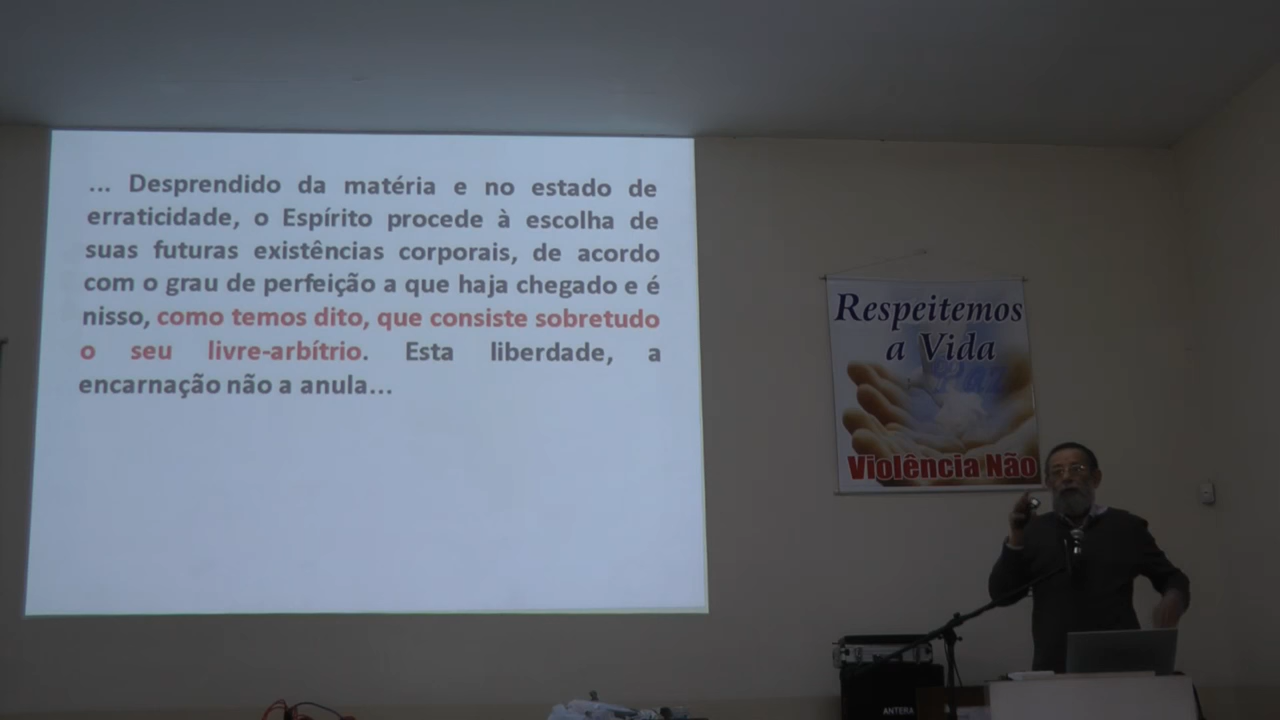 ... Desprendido da matéria e no estado de
erraticidade, o Espírito procede à escolha de
suas futuras existências corporais, de acordo
com o grau de perfeição a que haja chegado e é
nisso, como temos dito, que consiste sobretudo
o seu livre-arbítrio. Esta liberdade, a
encarnação não a anula...
Respeitemos
a Vida
Paz
Violência Não
ANTERA